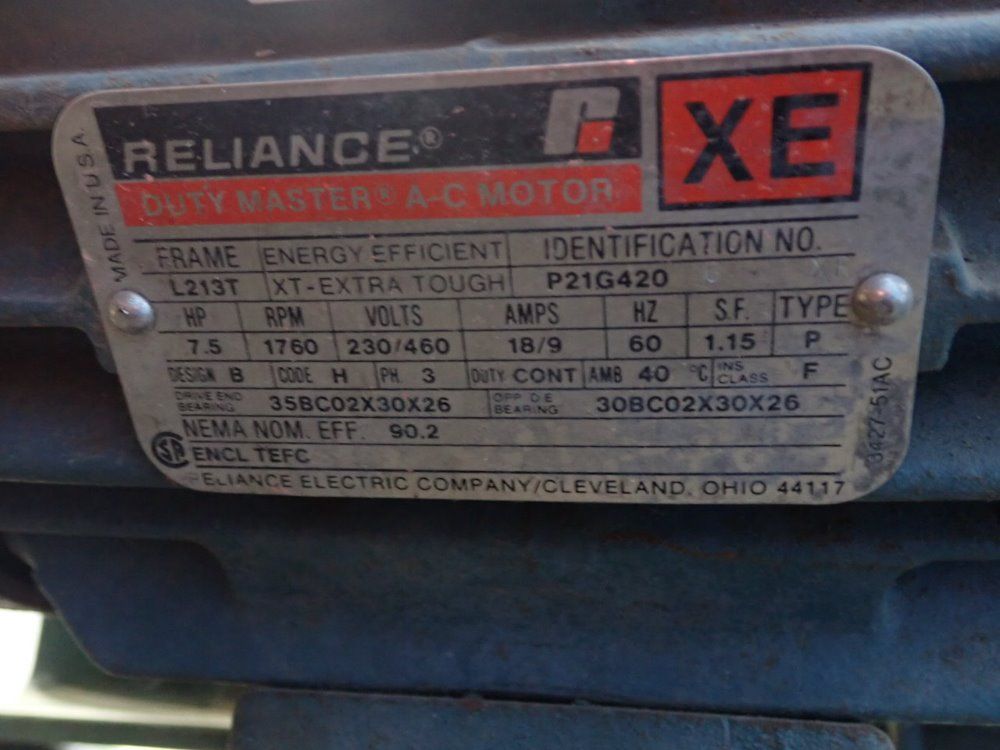 MADE IN U.S.A.
RELIANCE®
XE
DUTY MASTER® A-C MOTOR
FRAME ENERGY EFFICIENT IDENTIFICATION NO.
L213T XT-EXTRA TOUGH P21G420
HP RPM VOLTS AMPS HZ S.F. TYPE
7.5 1760 230/460 18/9 60 1.15 P
DESIGN B CODE H PH. 3 DUTY CONT AMB 40 °C INS CLASS F
DRIVE END BEARING 35BC02X30X26 OPP D E BEARING 30BC02X30X26
NEMA NOM. EFF. 90.2
SA ENCL TEFC
RELIANCE ELECTRIC COMPANY/CLEVELAND, OHIO 44117
3427-51AC